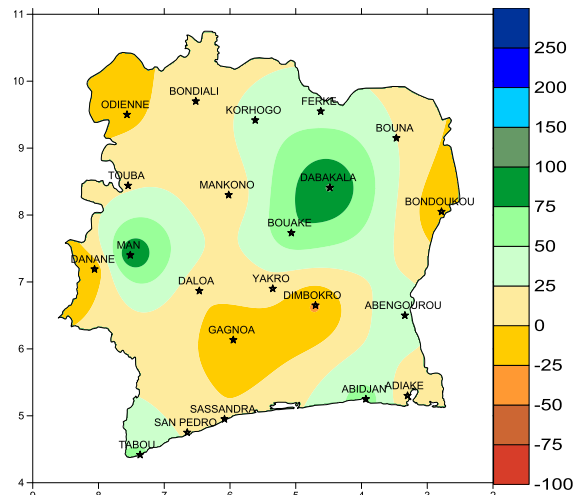 11
10
9
8
7
6
5
4
ODIENNE
BONDIALI
KORHOGO
FERKE
BOUNA
TOUBA
MANKONO
DABAKALA
BONDOUKOU
BOUAKE
MAN
DANANE
DALOA
YAKRO
DIMBOKRO
ABENGOUROU
GAGNOA
ABIDJAN
ADIAKE
SASSANDRA
SAN PEDRO
TABOU
250
200
150
100
75
50
25
0
-25
-50
-75
-100